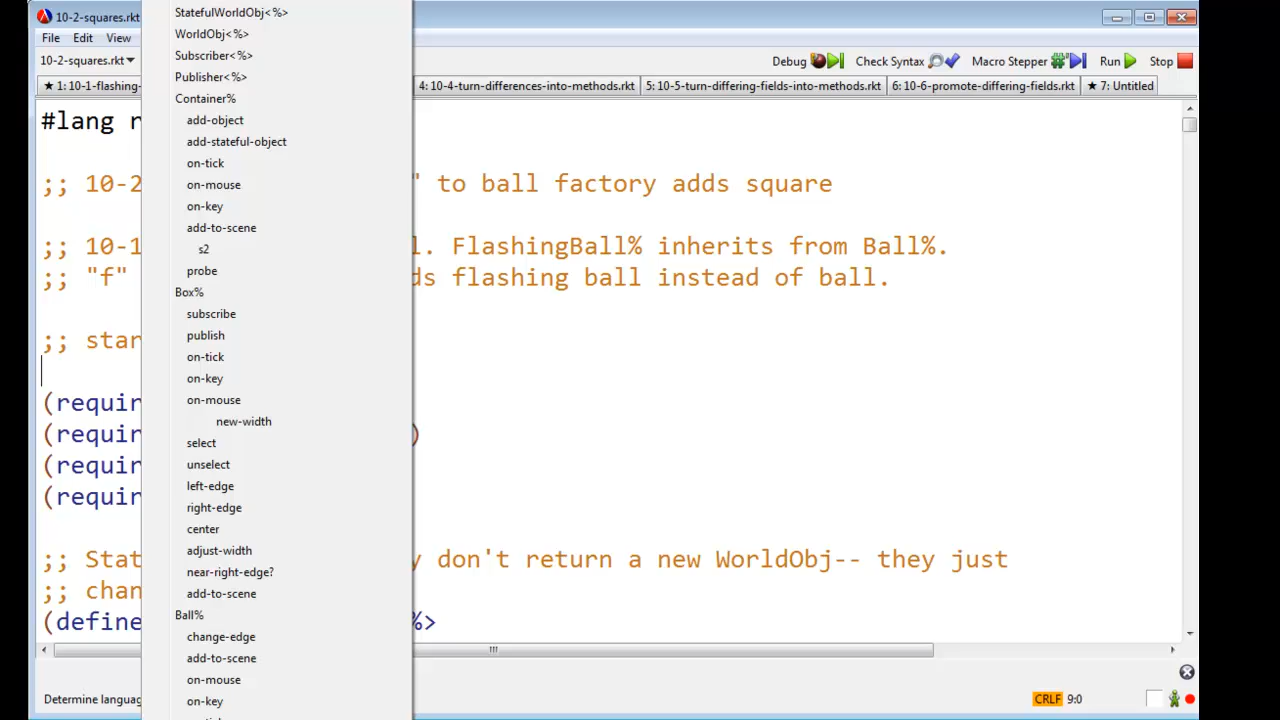 10-2-squares.rkt
File Edit View
10-2-squares.rkt
Debug Check Syntax Macro Stepper Run Stop
1: 10-1-flashing- 4: 10-4-turn-differences-into-methods.rkt 5: 10-5-turn-differing-fields-into-methods.rkt 6: 10-6-promote-differing-fields.rkt 7: Untitled
StatefulWorldObj<%>
WorldObj<%>
Subscriber<%>
Publisher<%>
Container%
add-object
add-stateful-object
on-tick
on-mouse
on-key
add-to-scene
s2
probe
Box%
subscribe
publish
on-tick
on-key
on-mouse
new-width
select
unselect
left-edge
right-edge
center
adjust-width
near-right-edge?
add-to-scene
Ball%
change-edge
add-to-scene
on-mouse
on-key
#lang r
;; 10-2 " to ball factory adds square
;; 10-1 l. FlashingBall% inherits from Ball%.
;; "f" ds flashing ball instead of ball.
;; star
(requir
(requir )
(requir
(requir
;; Stat y don't return a new WorldObj-- they just
;; chan
(define %>
Determine languag CRLF 9:0